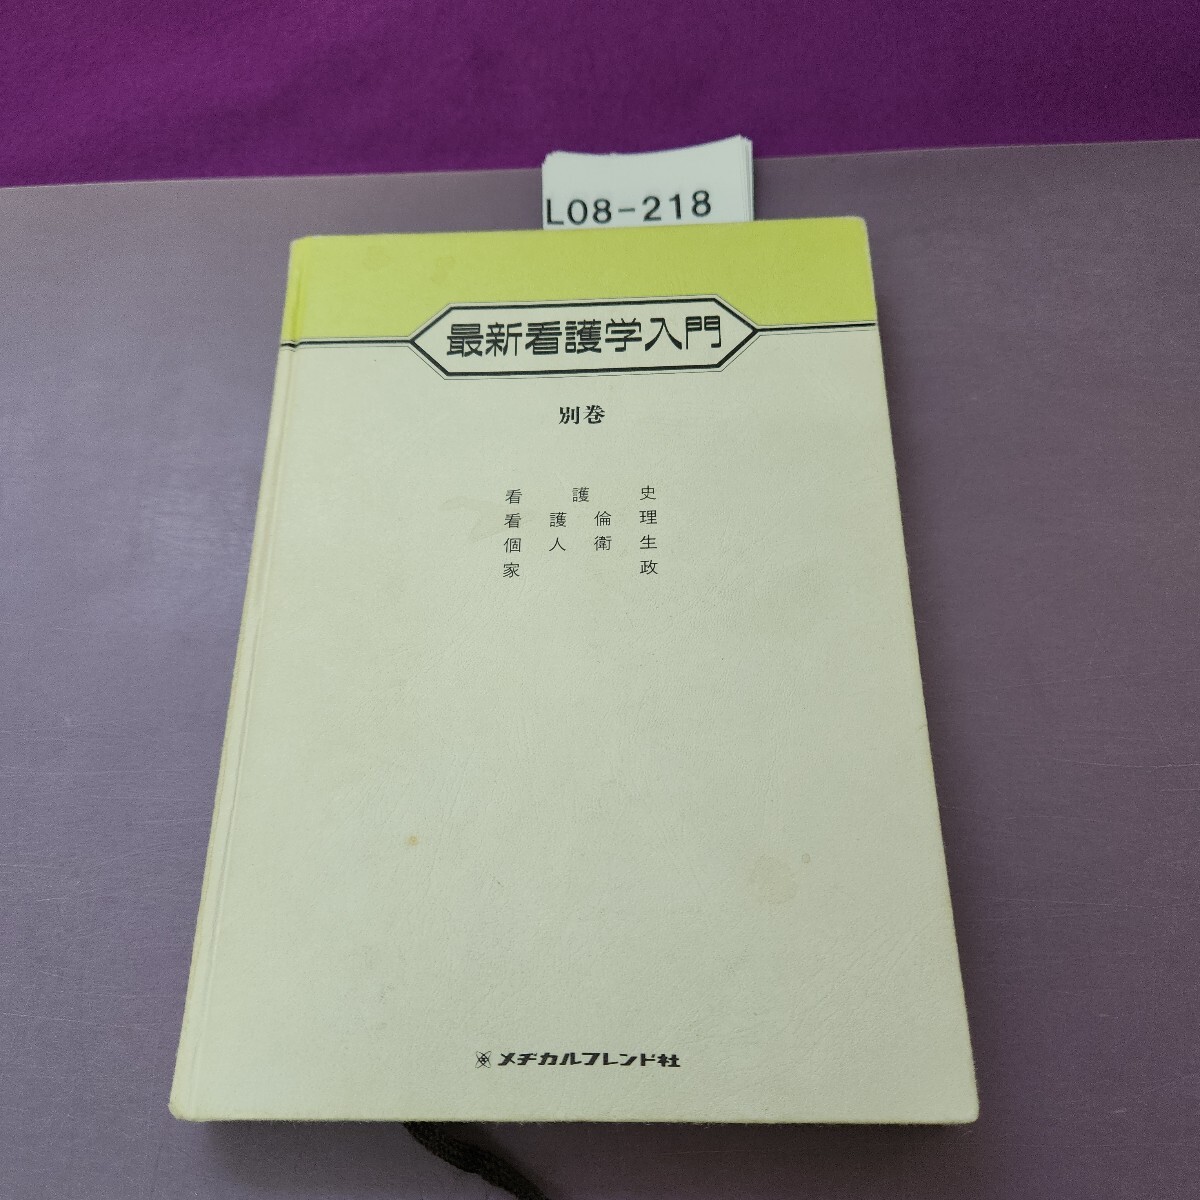 L08-218
最新看護学入門
別巻
看護史
看護倫理
個人衛生
家政
メヂカルフレンド社